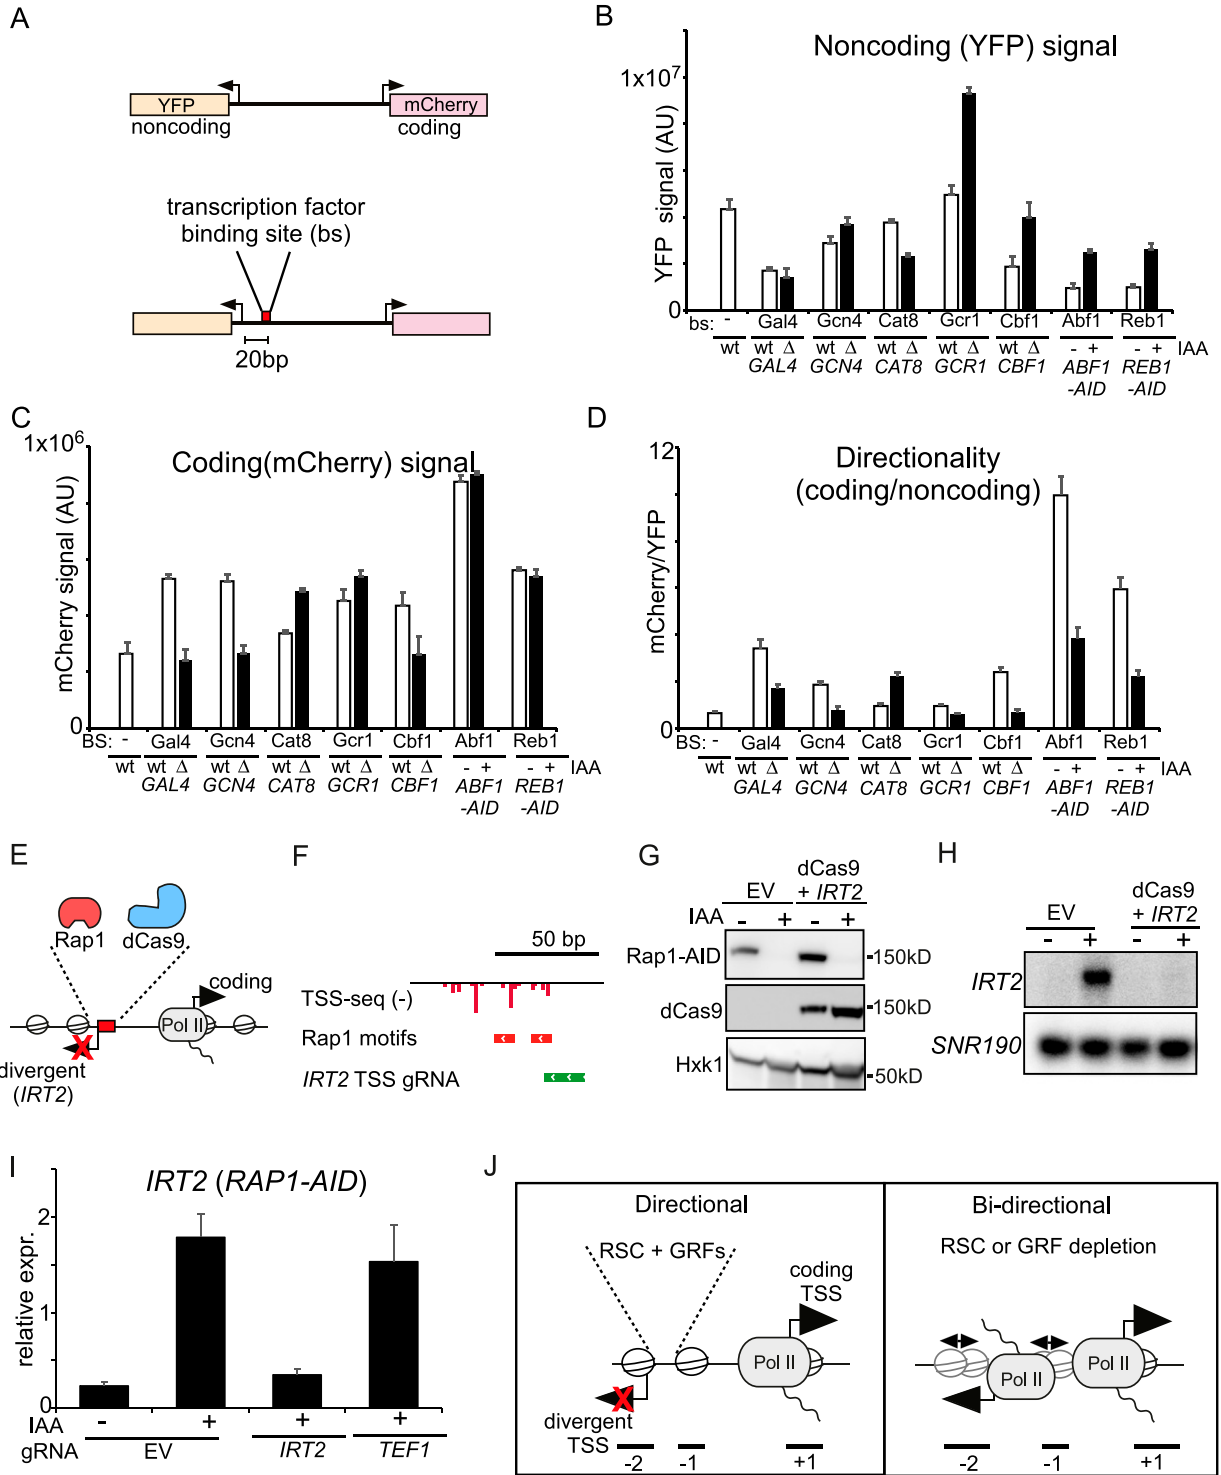 A
YFP
noncoding
mCherry
coding
transcription factor
binding site (bs)
20bp
B
Noncoding (YFP) signal
1x10⁷
YFP signal (AU)
0
bs: - Gal4 Gcn4 Cat8 Gcr1 Cbf1 Abf1 Reb1
wt wt Δ wt Δ wt Δ wt Δ wt Δ - + - + IAA
GAL4 GCN4 CAT8 GCR1 CBF1 ABF1 REB1
-AID -AID
C
Coding(mCherry) signal
1x10⁶
mCherry signal (AU)
0
BS: - Gal4 Gcn4 Cat8 Gcr1 Cbf1 Abf1 Reb1
wt wt Δ wt Δ wt Δ wt Δ wt Δ - + - + IAA
GAL4 GCN4 CAT8 GCR1 CBF1 ABF1 REB1
-AID -AID
D
Directionality
(coding/noncoding)
12
mCherry/YFP
0
BS: - Gal4 Gcn4 Cat8 Gcr1 Cbf1 Abf1 Reb1
wt wt Δ wt Δ wt Δ wt Δ wt Δ - + - + IAA
GAL4 GCN4 CAT8 GCR1 CBF1 ABF1 REB1
-AID -AID
E
Rap1 dCas9
coding
Pol II
divergent
(IRT2)
F
50 bp
TSS-seq (-)
Rap1 motifs
IRT2 TSS gRNA
G
dCas9
EV + IRT2
IAA - + - +
Rap1-AID -150kD
dCas9 -150kD
Hxk1 -50kD
H
dCas9
EV + IRT2
- + - +
IRT2
SNR190
I
IRT2 (RAP1-AID)
relative expr.
2
1
0
IAA - + + +
gRNA EV IRT2 TEF1
J
Directional
RSC + GRFs
coding
TSS
Pol II
divergent
TSS
-2 -1 +1
Bi-directional
RSC or GRF depletion
Pol II Pol II
-2 -1 +1